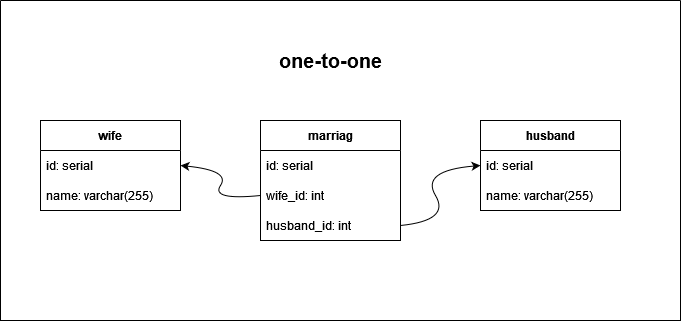 one-to-one
wife
id: serial
name: varchar(255)
marriag
id: serial
wife_id: int
husband_id: int
husband
id: serial
name: varchar(255)